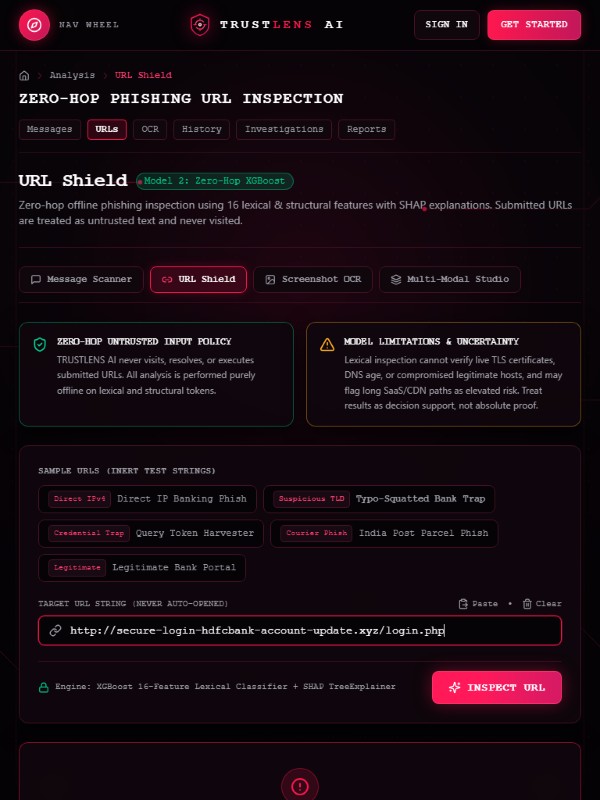 NAV WHEEL
TRUSTLENS AI
SIGN IN
GET STARTED
Analysis > URL Shield
ZERO-HOP PHISHING URL INSPECTION
Messages URLs OCR History Investigations Reports
URL Shield Model 2: Zero-Hop XGBoost
Zero-hop offline phishing inspection using 16 lexical & structural features with SHAP explanations. Submitted URLs
are treated as untrusted text and never visited.
Message Scanner URL Shield Screenshot OCR Multi-Modal Studio
ZERO-HOP UNTRUSTED INPUT POLICY
TRUSTLENS AI never visits, resolves, or executes
submitted URLs. All analysis is performed purely
offline on lexical and structural tokens.
MODEL LIMITATIONS & UNCERTAINTY
Lexical inspection cannot verify live TLS certificates,
DNS age, or compromised legitimate hosts, and may
flag long SaaS/CDN paths as elevated risk. Treat
results as decision support, not absolute proof.
SAMPLE URLS (INERT TEST STRINGS)
Direct IPv4 Direct IP Banking Phish
Suspicious TLD Typo-Squatted Bank Trap
Credential Trap Query Token Harvester
Courier Phish India Post Parcel Phish
Legitimate Legitimate Bank Portal
TARGET URL STRING (NEVER AUTO-OPENED)
Paste • Clear
http://secure-login-hdfcbank-account-update.xyz/login.php
Engine: XGBoost 16-Feature Lexical Classifier + SHAP TreeExplainer
INSPECT URL